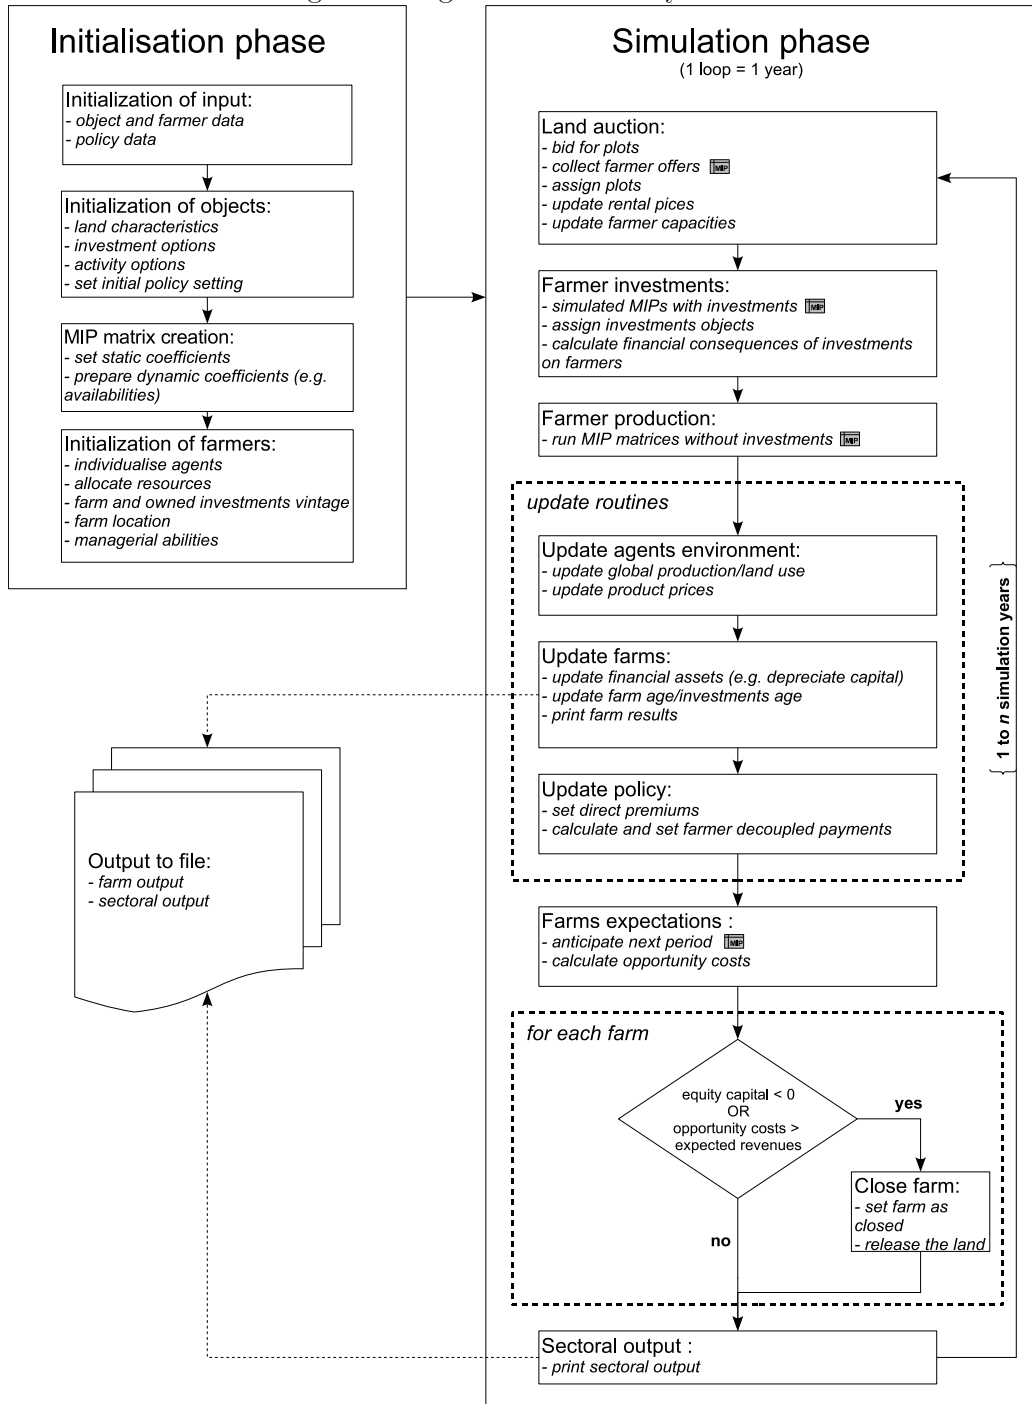 Initialisation phase
Initialization of input:
- object and farmer data
- policy data
Initialization of objects:
- land characteristics
- investment options
- activity options
- set initial policy setting
MIP matrix creation:
- set static coefficients
- prepare dynamic coefficients (e.g.
availabilities)
Initialization of farmers:
- individualise agents
- allocate resources
- farm and owned investments vintage
- farm location
- managerial abilities
Simulation phase
(1 loop = 1 year)
Land auction:
- bid for plots
- collect farmer offers MIP
- assign plots
- update rental pices
- update farmer capacities
Farmer investments:
- simulated MIPs with investments MIP
- assign investments objects
- calculate financial consequences of investments
on farmers
Farmer production:
- run MIP matrices without investments MIP
update routines
Update agents environment:
- update global production/land use
- update product prices
Update farms:
- update financial assets (e.g. depreciate capital)
- update farm age/investments age
- print farm results
Update policy:
- set direct premiums
- calculate and set farmer decoupled payments
Farms expectations :
- anticipate next period MIP
- calculate opportunity costs
for each farm
equity capital < 0
OR
opportunity costs >
expected revenues
yes
no
Close farm:
- set farm as
closed
- release the land
Sectoral output :
- print sectoral output
1 to n simulation years
Output to file:
- farm output
- sectoral output